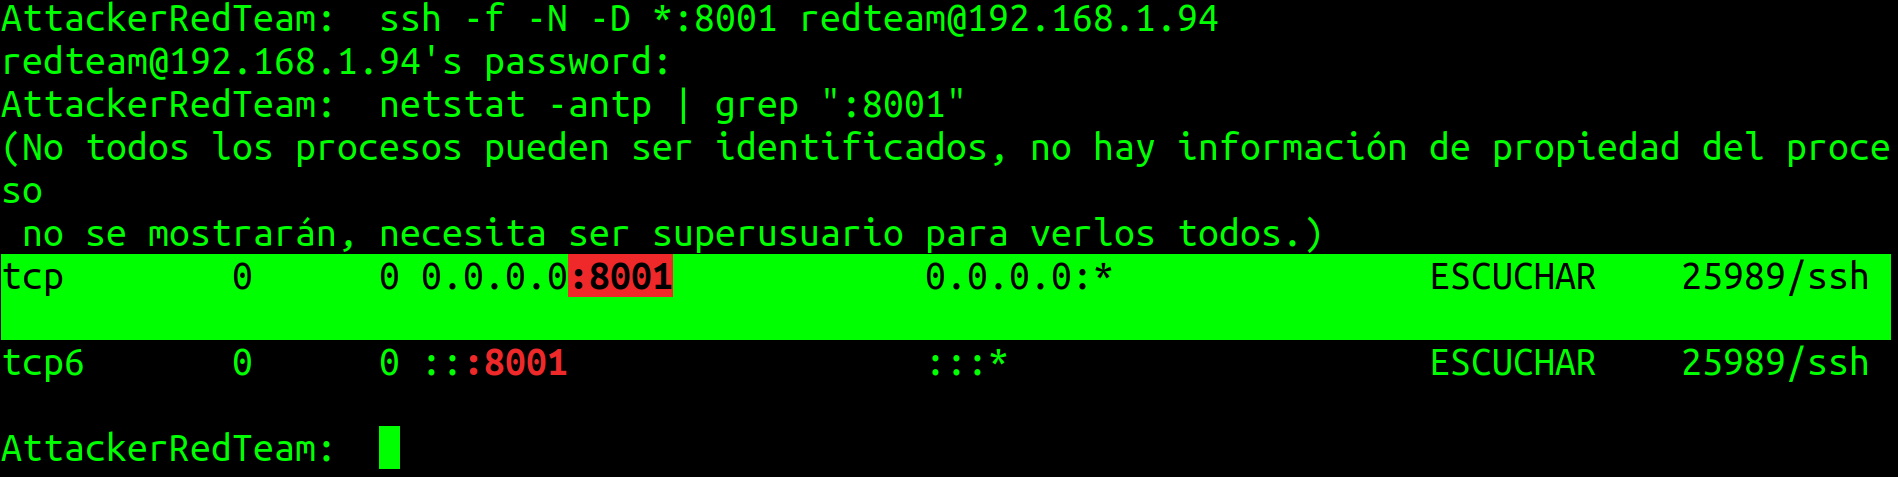 AttackerRedTeam:  ssh -f -N -D *:8001 redteam@192.168.1.94
redteam@192.168.1.94's password:
AttackerRedTeam:  netstat -antp | grep ":8001"
(No todos los procesos pueden ser identificados, no hay información de propiedad del proce
so
 no se mostrarán, necesita ser superusuario para verlos todos.)
tcp        0      0 0.0.0.0:8001            0.0.0.0:*               ESCUCHAR    25989/ssh
tcp6       0      0 :::8001                 :::*                    ESCUCHAR    25989/ssh
AttackerRedTeam: